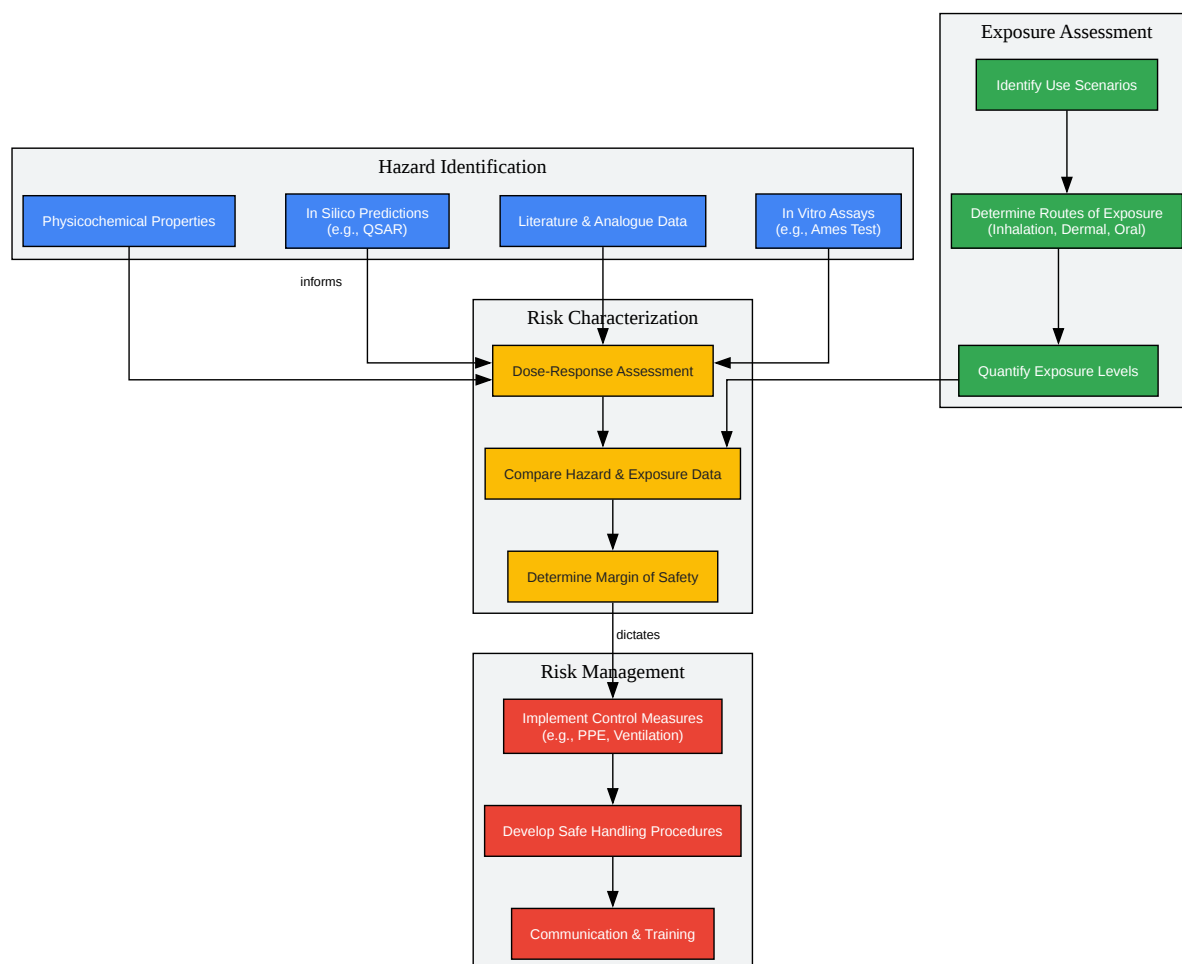 Exposure Assessment
Identify Use Scenarios
Hazard Identification
Physicochemical Properties
In Silico Predictions
(e.g., QSAR)
Literature & Analogue Data
In Vitro Assays
(e.g., Ames Test)
Determine Routes of Exposure
(Inhalation, Dermal, Oral)
informs
Risk Characterization
Dose-Response Assessment
Quantify Exposure Levels
Compare Hazard & Exposure Data
Determine Margin of Safety
dictates
Risk Management
Implement Control Measures
(e.g., PPE, Ventilation)
Develop Safe Handling Procedures
Communication & Training